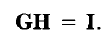 GH = I.